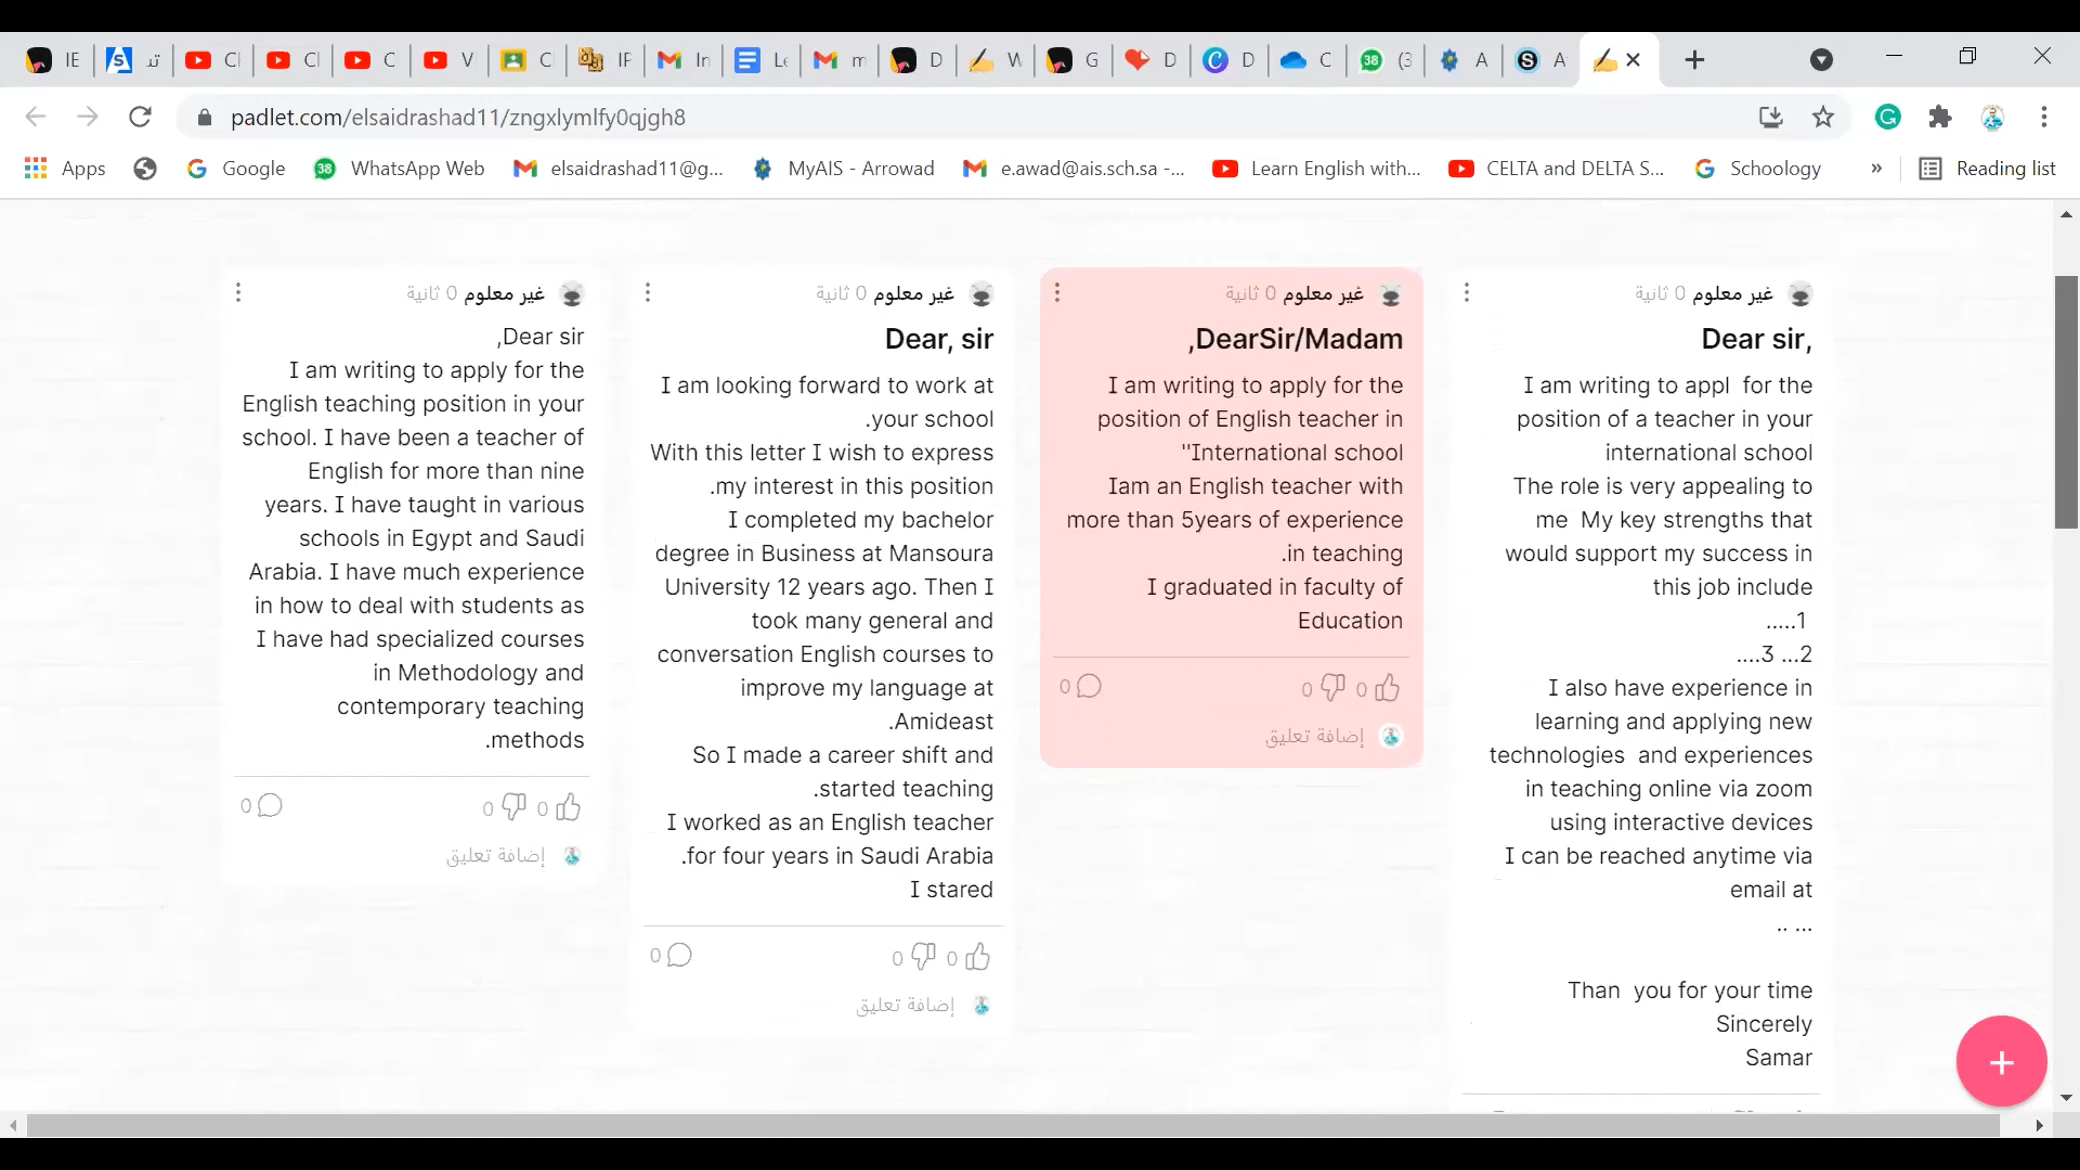 IE
تد
Cl
Cl
C
V
C
IP
In
Le
m
D
W
G
D
D
C
(3
A
A
padlet.com/elsaidrashad11/zngxlymlfy0qjgh8
Apps
Google
38 WhatsApp Web
elsaidrashad11@g...
MyAIS - Arrowad
e.awad@ais.sch.sa -...
Learn English with...
CELTA and DELTA S...
Schoology
»
Reading list
غير معلوم 0 ثانية
,Dear sir
I am writing to apply for the
English teaching position in your
school. I have been a teacher of
English for more than nine
years. I have taught in various
schools in Egypt and Saudi
Arabia. I have much experience
in how to deal with students as
I have had specialized courses
in Methodology and
contemporary teaching
.methods
0 0 0
إضافة تعليق
غير معلوم 0 ثانية
Dear, sir
I am looking forward to work at
.your school
With this letter I wish to express
.my interest in this position
I completed my bachelor
degree in Business at Mansoura
University 12 years ago. Then I
took many general and
conversation English courses to
improve my language at
.Amideast
So I made a career shift and
.started teaching
I worked as an English teacher
.for four years in Saudi Arabia
I stared
0 0 0
إضافة تعليق
غير معلوم 0 ثانية
,DearSir/Madam
I am writing to apply for the
position of English teacher in
"International school
Iam an English teacher with
more than 5years of experience
.in teaching
I graduated in faculty of
Education
0 0 0
إضافة تعليق
غير معلوم 0 ثانية
Dear sir,
I am writing to appl for the
position of a teacher in your
international school
The role is very appealing to
me My key strengths that
would support my success in
this job include
.....1
....3 ...2
I also have experience in
learning and applying new
technologies and experiences
in teaching online via zoom
using interactive devices
I can be reached anytime via
email at
.. ...
Than you for your time
Sincerely
Samar